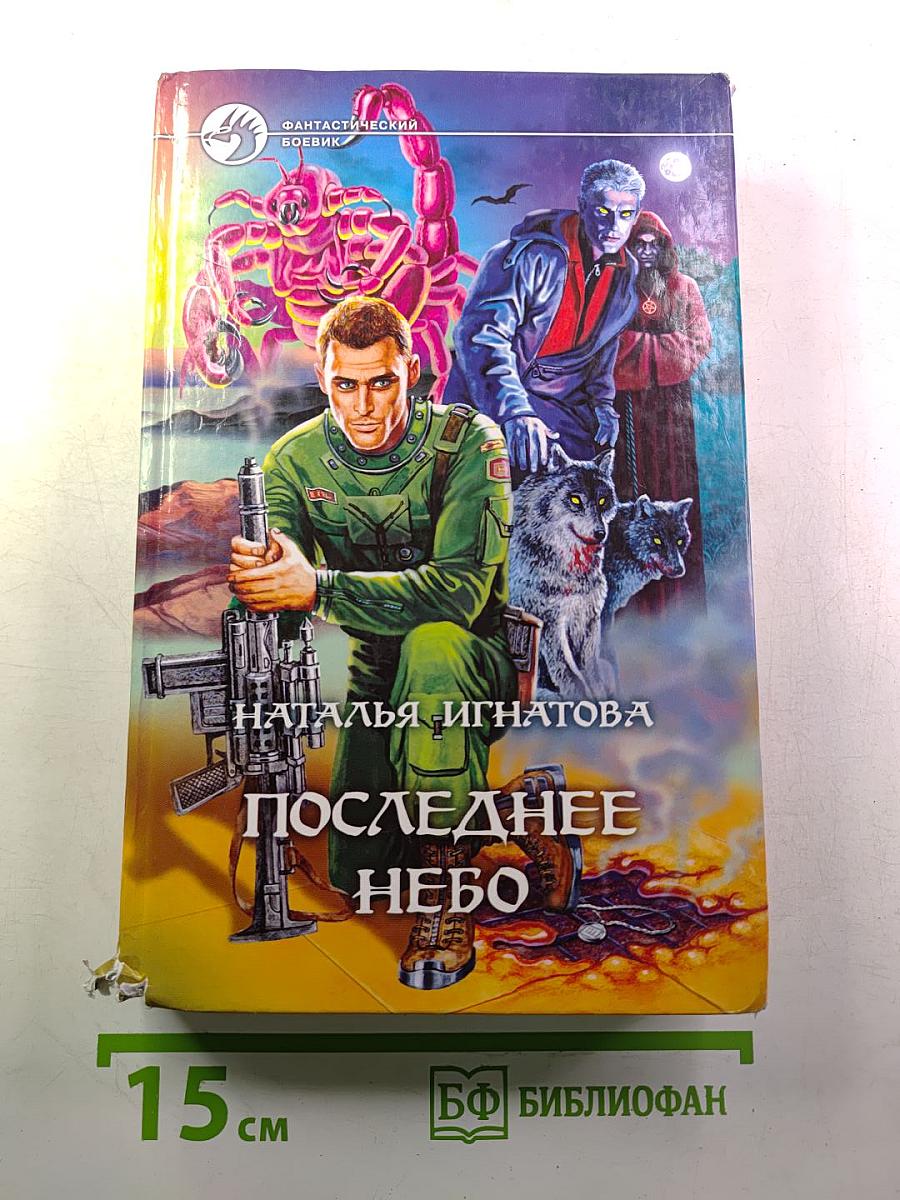 ФАНТАСТИЧЕСКИЙ
БОЕВИК
НАТАЛЬЯ ИГНАТОВА
ПОСЛЕДНЕЕ
НЕБО
15 см
БФ БИБЛИОФАН